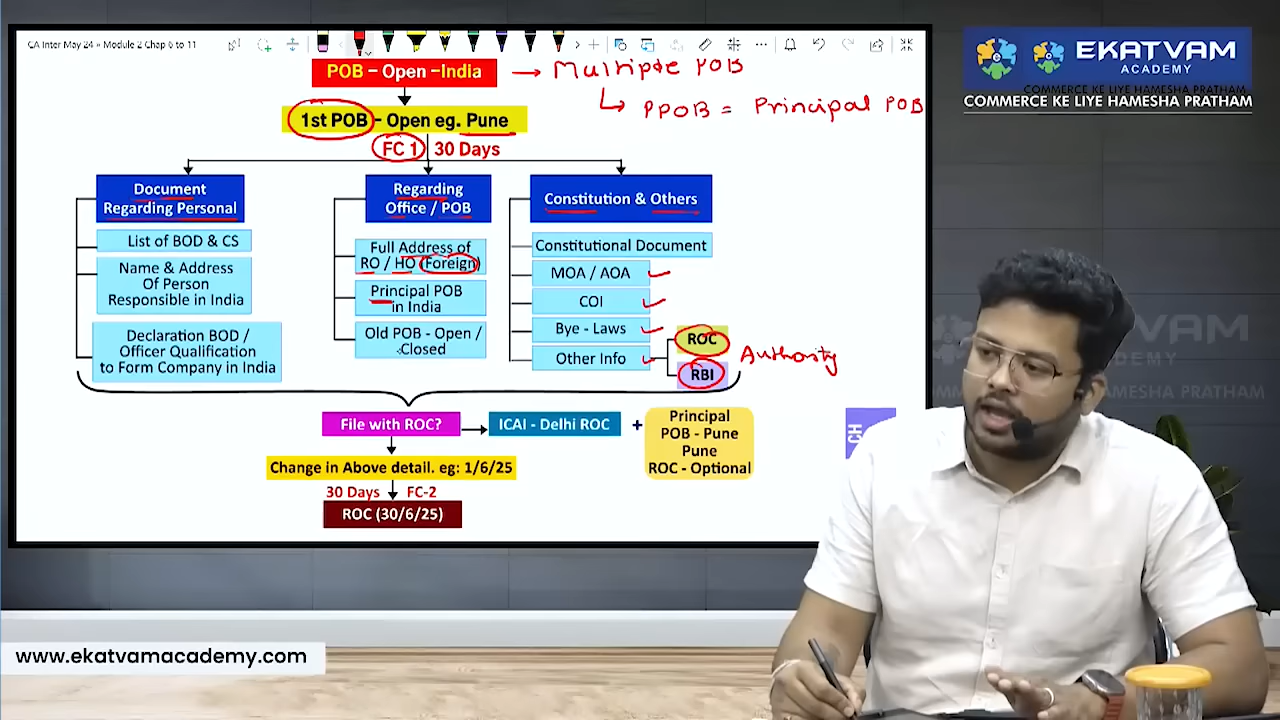 CA Inter May 24 » Module 2 Chap 6 to 11
POB – Open – India
→ Multiple POB
↳ PPOB = Principal POB
1st POB - Open eg. Pune
FC 1 30 Days
Document
Regarding Personal
List of BOD & CS
Name & Address
Of Person
Responsible in India
Declaration BOD /
Officer Qualification
to Form Company in India
Regarding
Office / POB
Full Address of
RO / HO (Foreign)
Principal POB
in India
Old POB - Open /
Closed
Constitution & Others
Constitutional Document
MOA / AOA
COI
Bye - Laws
Other Info
ROC
RBI
Authority
File with ROC?
ICAI - Delhi ROC
+
Principal
POB - Pune
Pune
ROC - Optional
Change in Above detail. eg: 1/6/25
30 Days FC-2
ROC (30/6/25)
CH
EKATVAM
ACADEMY
COMMERCE KE LIYE HAMESHA PRATHAM
COMMERCE KE LIYE HAMESHA PRATHAM
www.ekatvamacademy.com